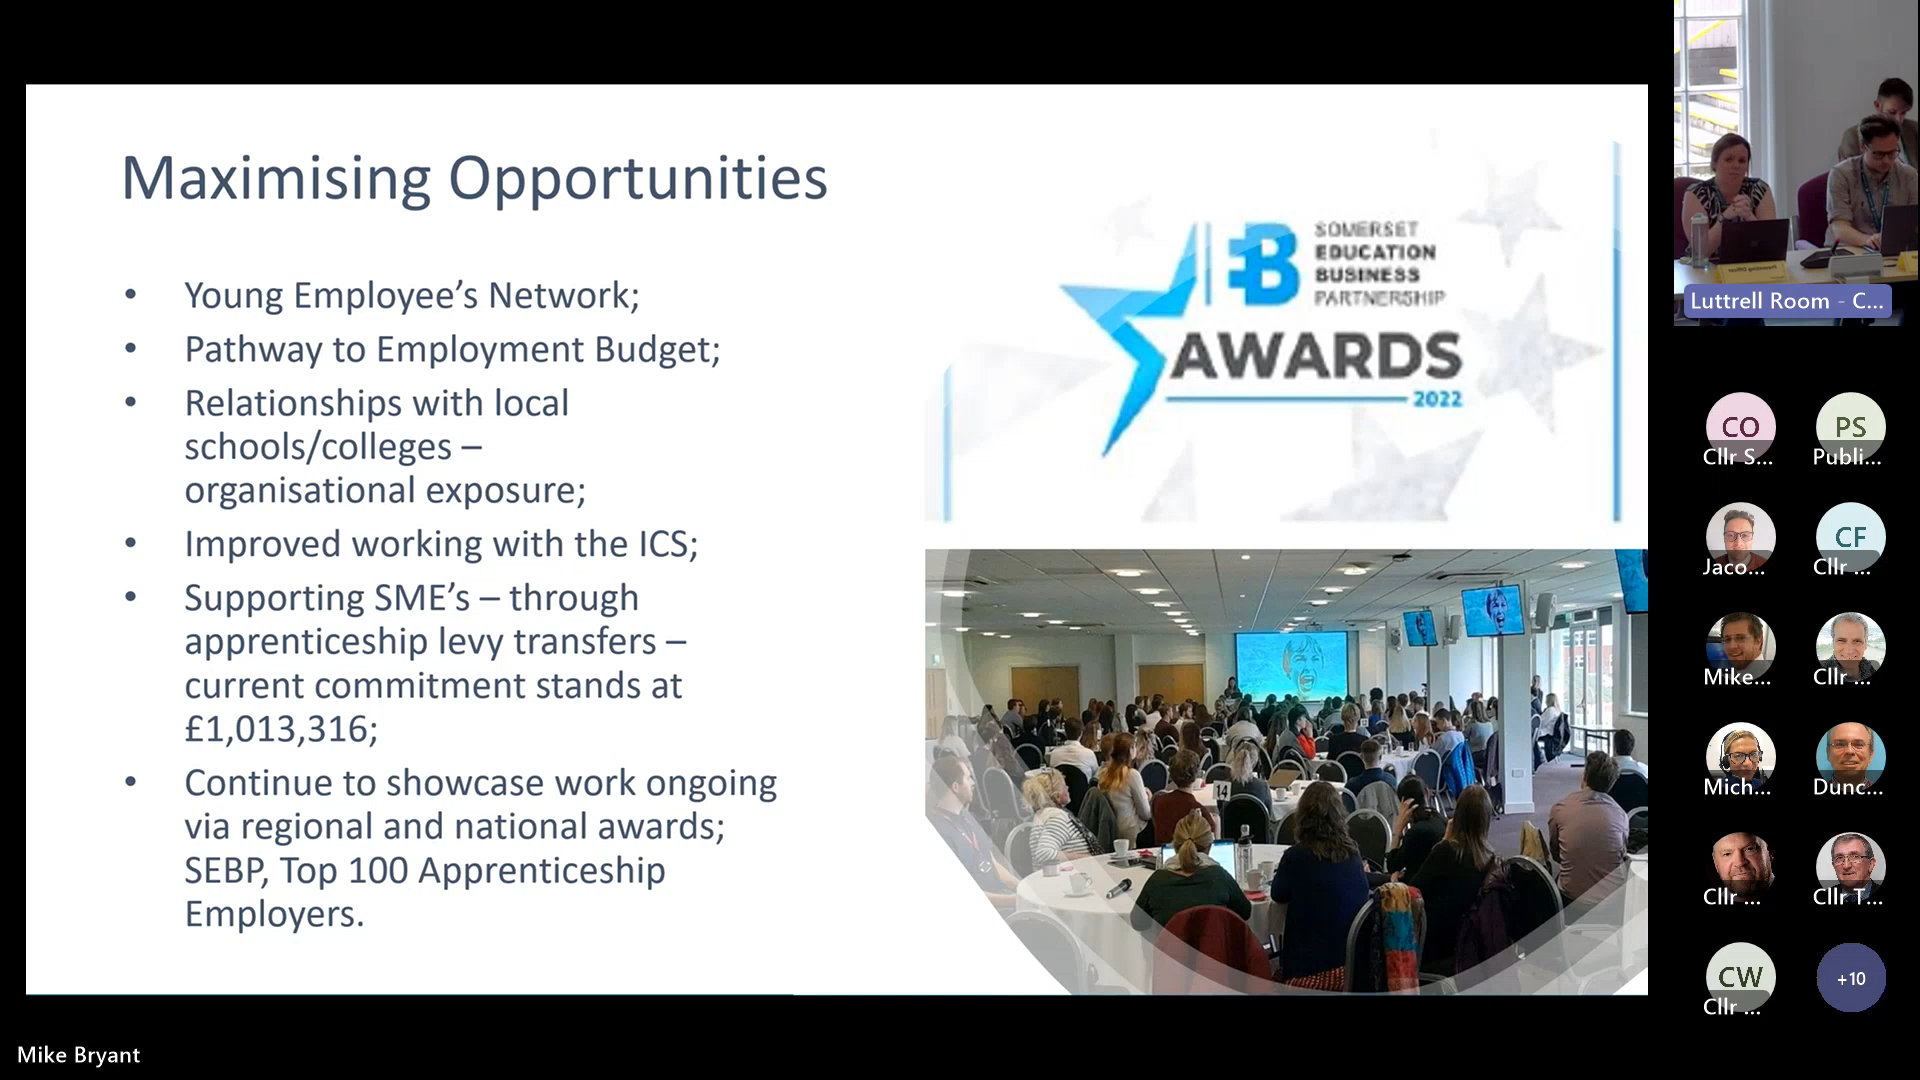 Maximising Opportunities
• Young Employee’s Network;
• Pathway to Employment Budget;
• Relationships with local
schools/colleges –
organisational exposure;
• Improved working with the ICS;
• Supporting SME’s – through
apprenticeship levy transfers –
current commitment stands at
£1,013,316;
• Continue to showcase work ongoing
via regional and national awards;
SEBP, Top 100 Apprenticeship
Employers.
B
SOMERSET
EDUCATION
BUSINESS
PARTNERSHIP
AWARDS
2022
14
Luttrell Room - C...
CO
Cllr S...
PS
Publi...
Jaco...
CF
Cllr ...
Mike...
Cllr ...
Mich...
Dunc...
Cllr ...
Cllr T...
CW
Cllr ...
+10
Mike Bryant